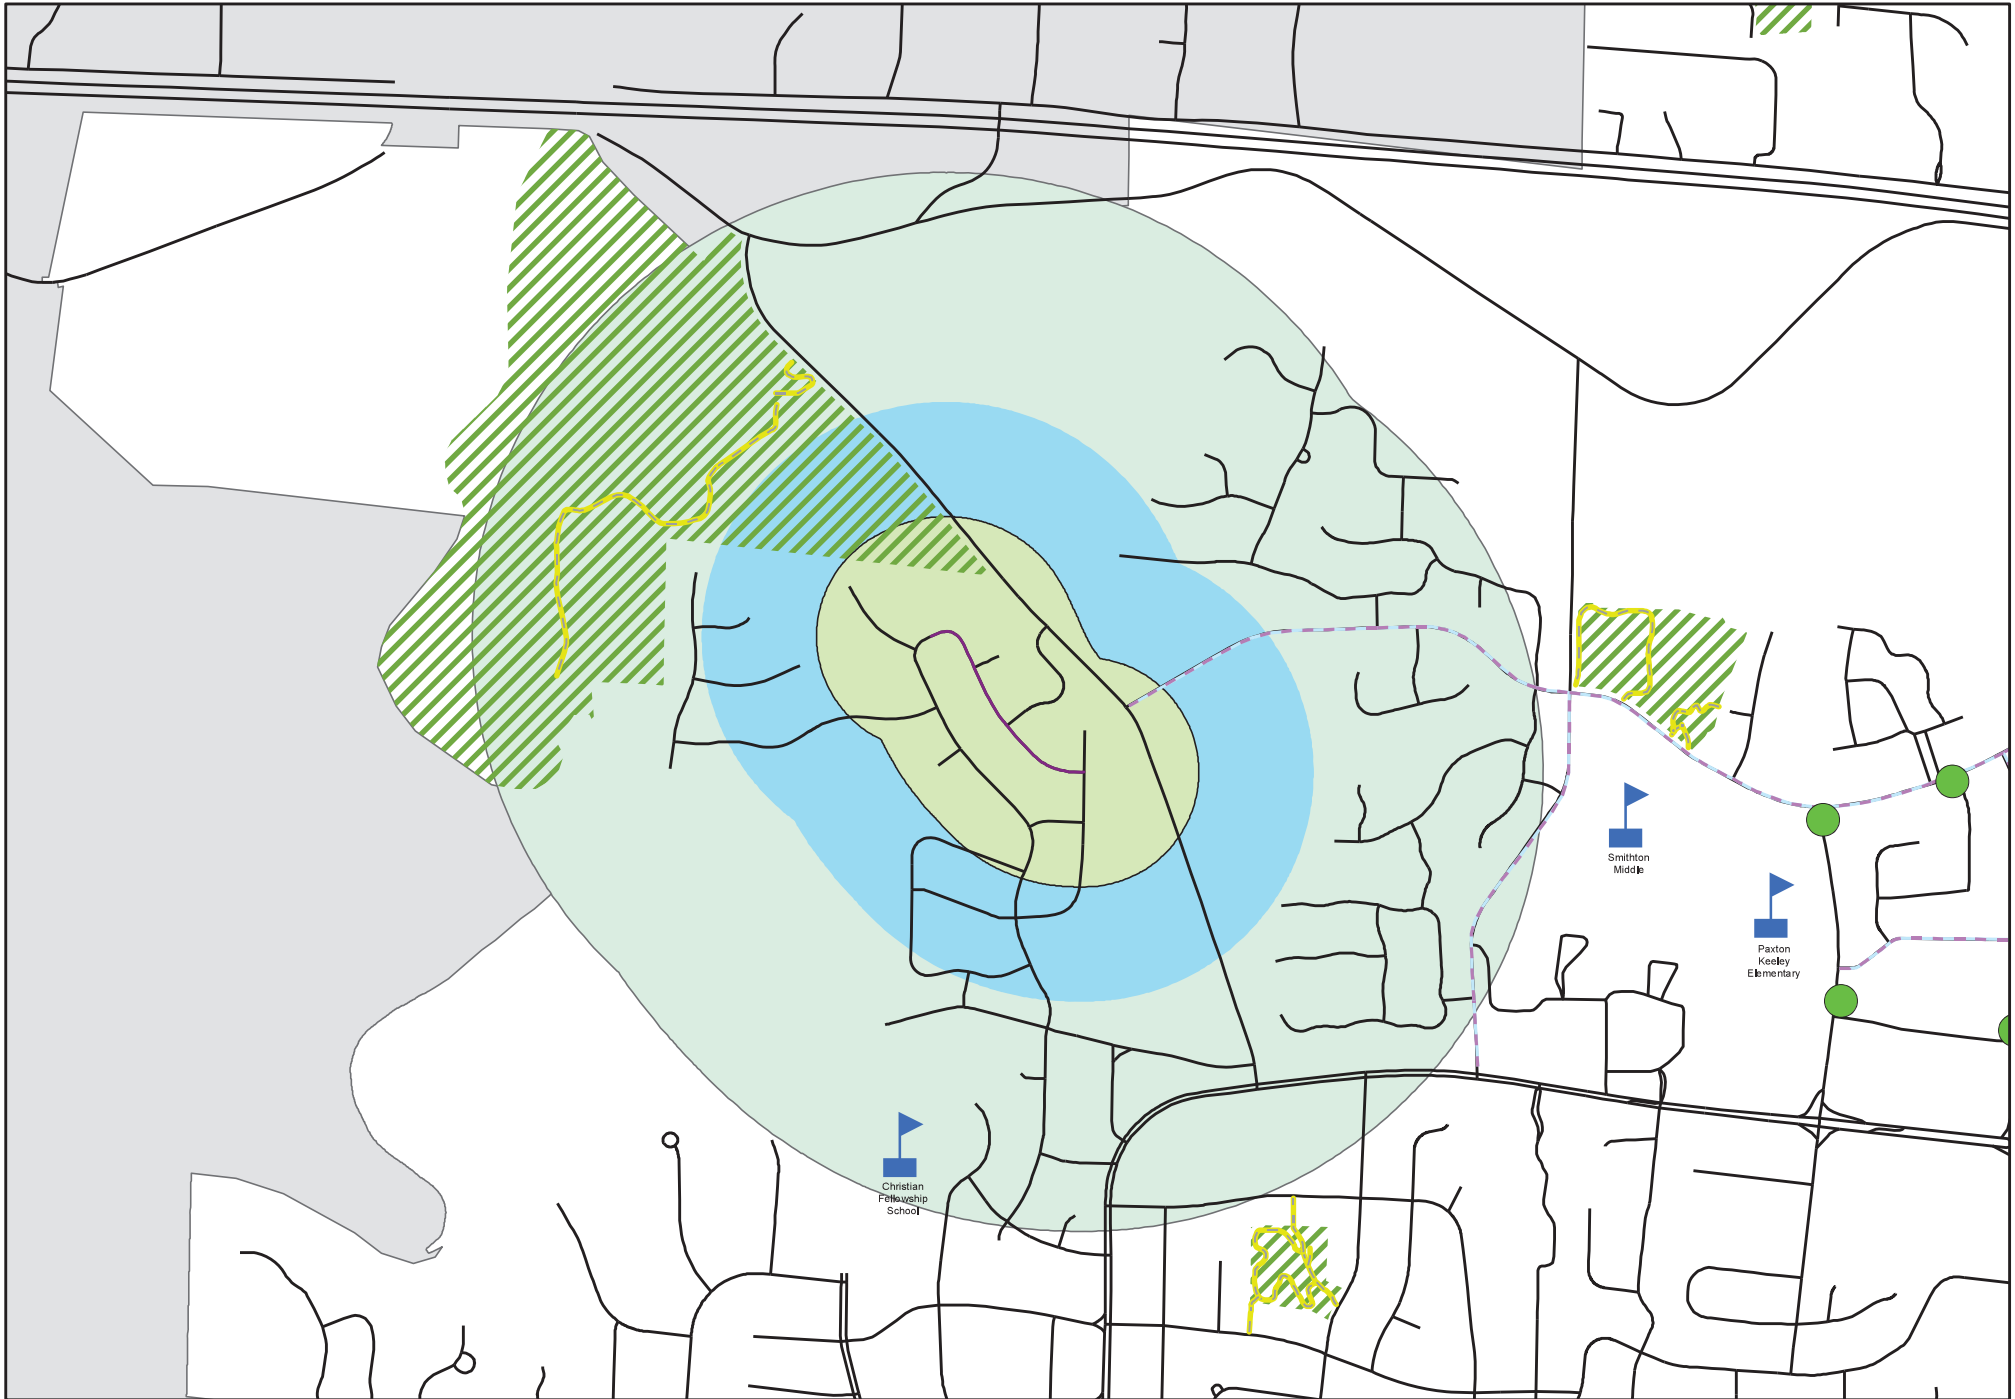 Smithton
Middle
Paxton
Keeley
Elementary
Christian
Fellowship
School